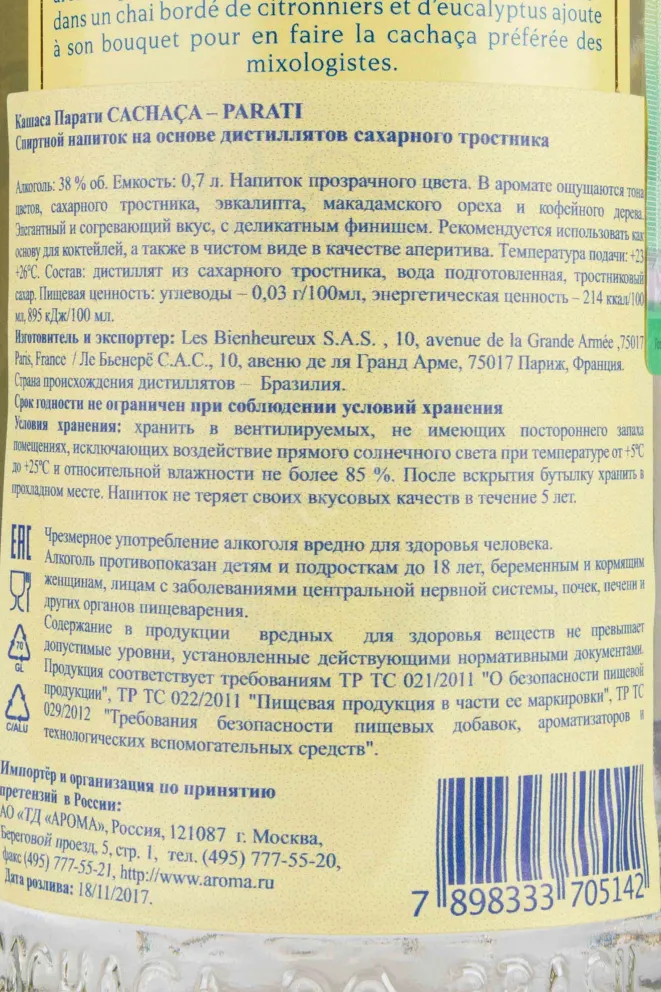 dans un chai bordé de citronniers et d'eucalyptus ajoute
à son bouquet pour en faire la cachaça préférée des
mixologistes.
Кашаса Парати CACHAÇA – PARATI
Спиртной напиток на основе дистиллятов сахарного тростника
Алкоголь: 38 % об. Емкость: 0,7 л. Напиток прозрачного цвета. В аромате ощущаются тона
цветов, сахарного тростника, эвкалипта, макадамского ореха и кофейного дерева.
Элегантный и согревающий вкус, с деликатным финишем. Рекомендуется использовать как
основу для коктейлей, а также в чистом виде в качестве аперитива. Температура подачи: +23
+26°C. Состав: дистиллят из сахарного тростника, вода подготовленная, тростниковый
сахар. Пищевая ценность: углеводы – 0,03 г/100мл, энергетическая ценность – 214 ккал/100
мл, 895 кДж/100 мл.
Изготовитель и экспортер: Les Bienheureux S.A.S. , 10, avenue de la Grande Armée ,75017
Paris, France / Ле Бьенерё С.А.С., 10, авеню де ля Гранд Арме, 75017 Париж, Франция.
Страна происхождения дистиллятов – Бразилия.
Срок годности не ограничен при соблюдении условий хранения
Условия хранения: хранить в вентилируемых, не имеющих постороннего запаха
помещениях, исключающих воздействие прямого солнечного света при температуре от +5°C
до +25°C и относительной влажности не более 85 %. После вскрытия бутылку хранить в
прохладном месте. Напиток не теряет своих вкусовых качеств в течение 5 лет.
EAC
Чрезмерное употребление алкоголя вредно для здоровья человека.
Алкоголь противопоказан детям и подросткам до 18 лет, беременным и кормящим
женщинам, лицам с заболеваниями центральной нервной системы, почек, печени и
других органов пищеварения.
Содержание в продукции вредных для здоровья веществ не превышает
допустимые уровни, установленные действующими нормативными документами.
Продукция соответствует требованиям ТР ТС 021/2011 "О безопасности пищевой
продукции", ТР ТС 022/2011 "Пищевая продукция в части ее маркировки", ТР ТС
029/2012 "Требования безопасности пищевых добавок, ароматизаторов и
технологических вспомогательных средств".
70
GL
C/ALU
Импортёр и организация по принятию
претензий в России:
АО «ТД «АРОМА», Россия, 121087 г. Москва,
Береговой проезд, 5, стр. 1, тел. (495) 777-55-20,
факс (495) 777-55-21, http://www.aroma.ru
Дата розлива: 18/11/2017.
7 898333 705142